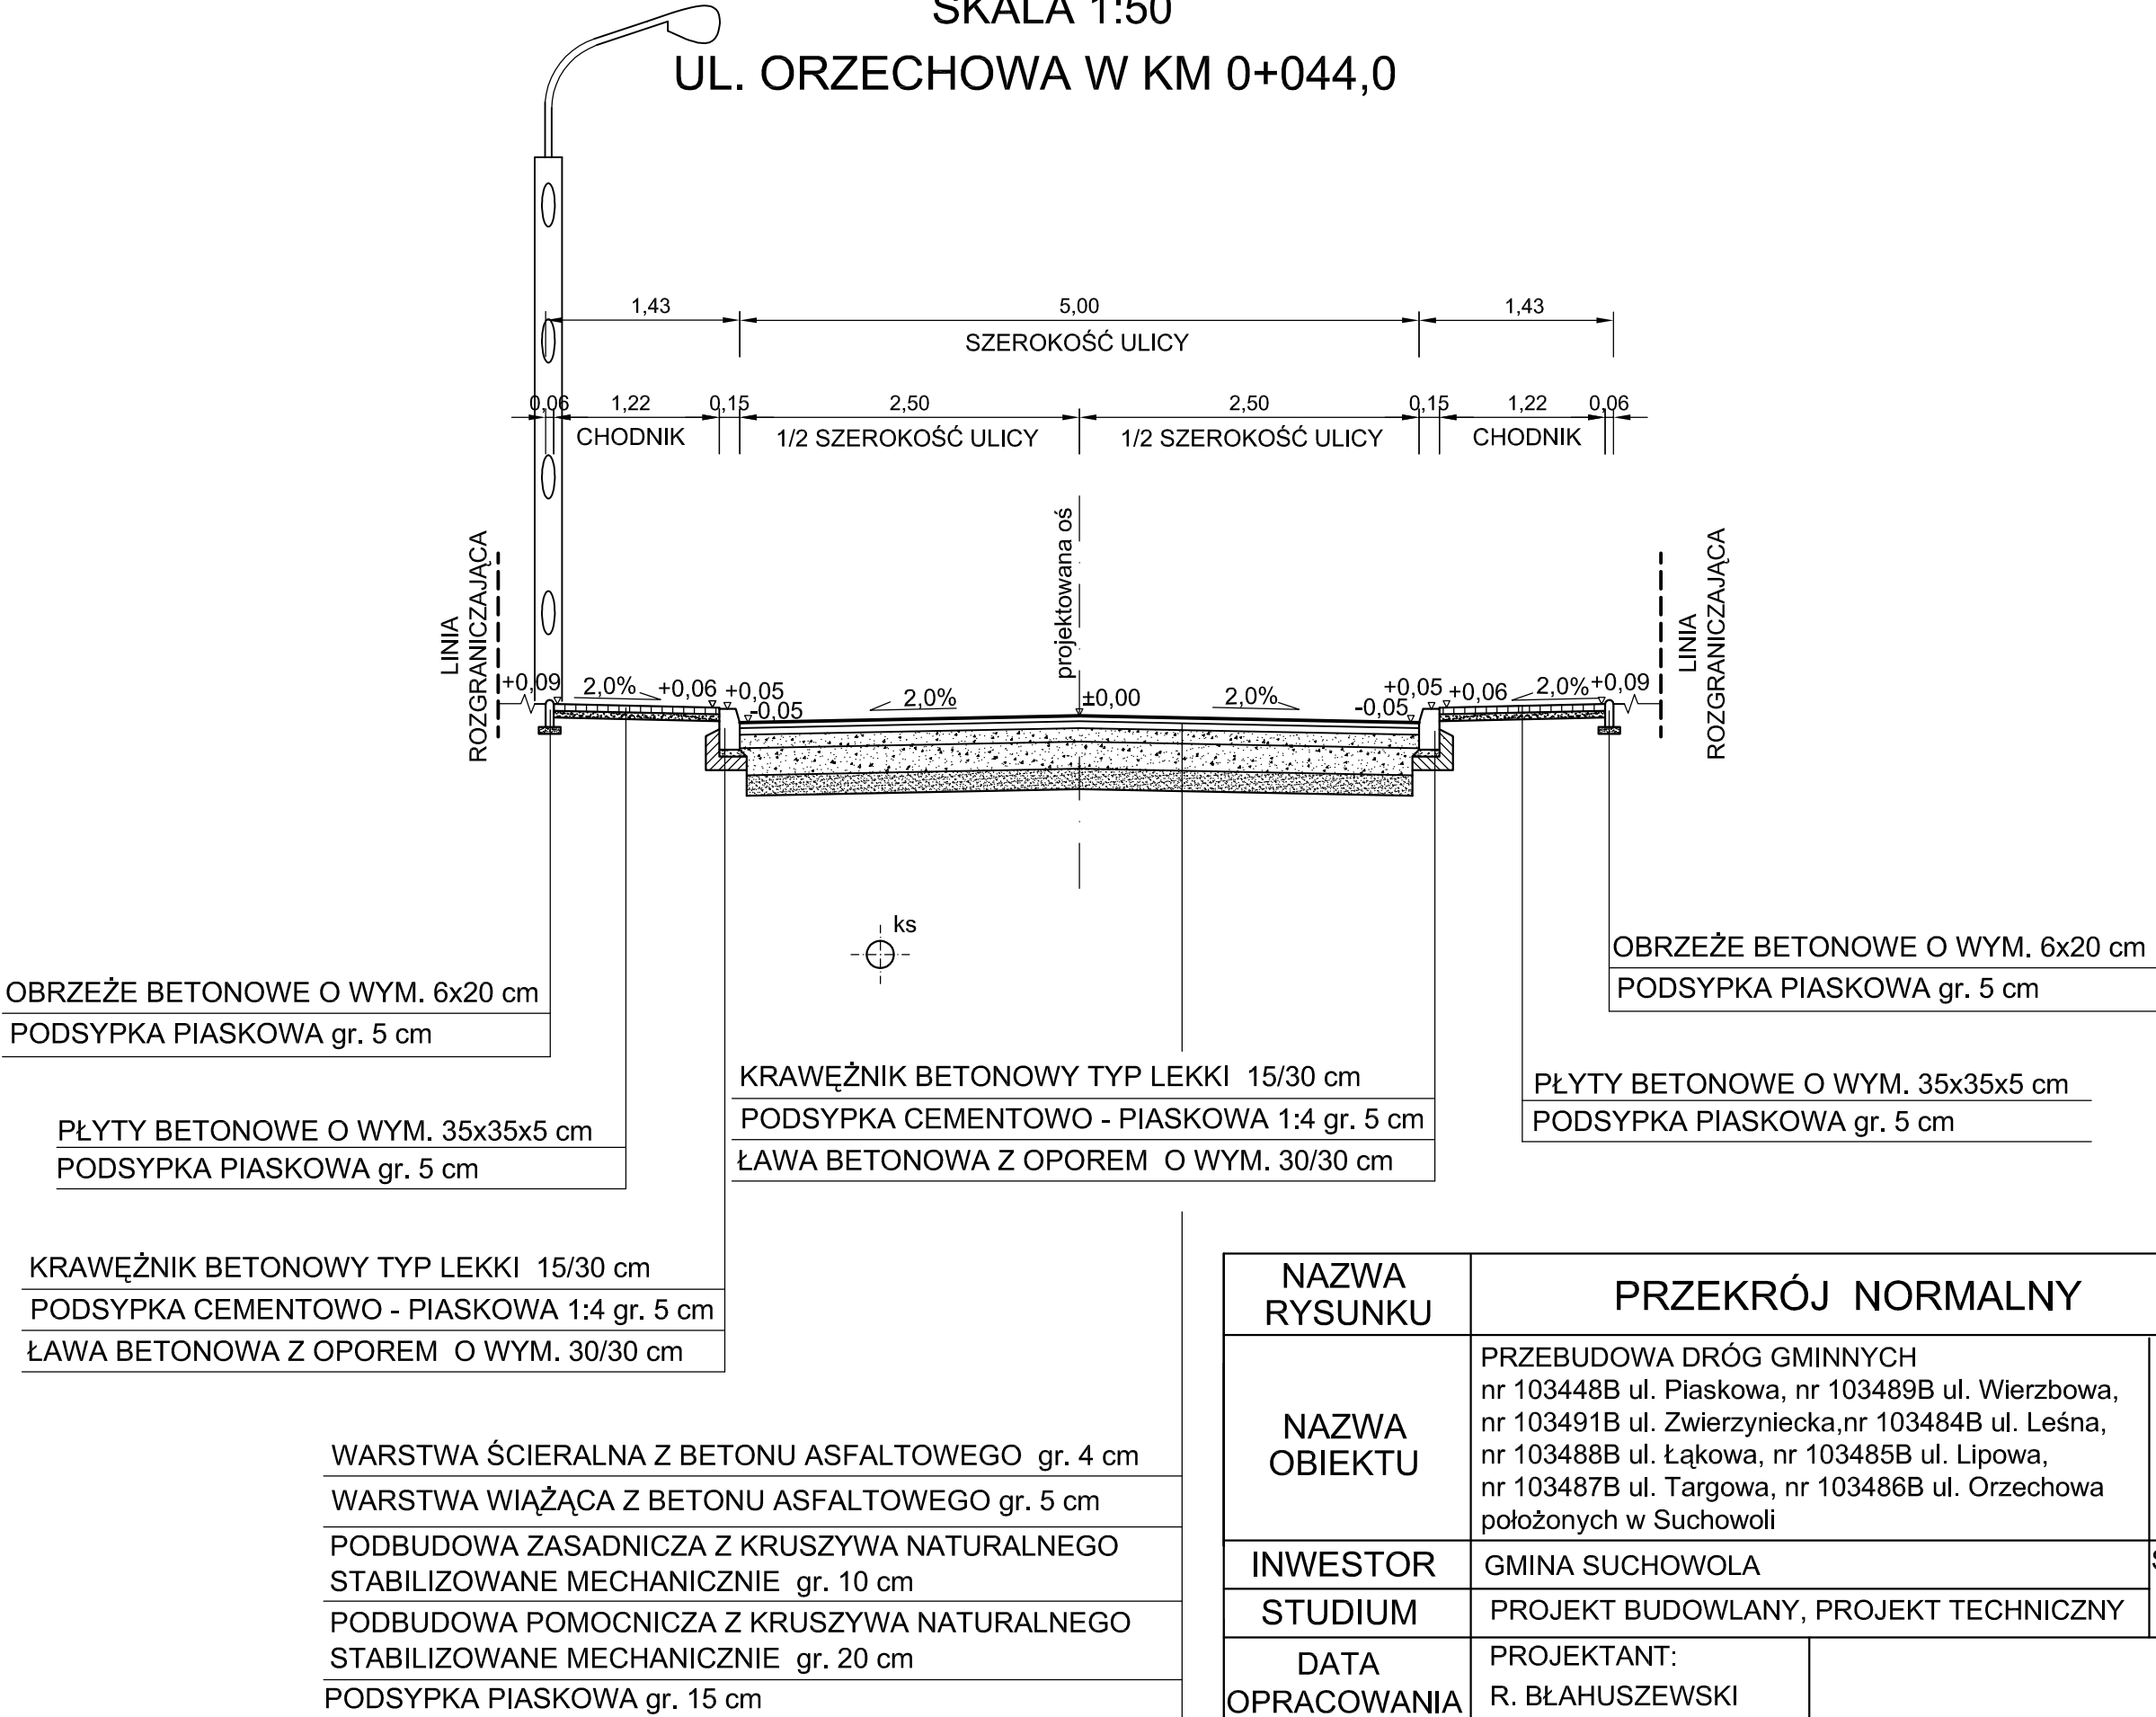 SKALA 1:50
UL. ORZECHOWA W KM 0+044,0
1,43 5,00 1,43
SZEROKOŚĆ ULICY
0,06 1,22 0,15 2,50 2,50 0,15 1,22 0,06
CHODNIK 1/2 SZEROKOŚĆ ULICY 1/2 SZEROKOŚĆ ULICY CHODNIK
LINIA
ROZGRANICZAJĄCA
projektowana oś
LINIA
ROZGRANICZAJĄCA
+0,09 2,0% +0,06 +0,05 -0,05 2,0% ±0,00 2,0% -0,05 +0,05 +0,06 2,0% +0,09
ks
OBRZEŻE BETONOWE O WYM. 6x20 cm
PODSYPKA PIASKOWA gr. 5 cm
OBRZEŻE BETONOWE O WYM. 6x20 cm
PODSYPKA PIASKOWA gr. 5 cm
PŁYTY BETONOWE O WYM. 35x35x5 cm
PODSYPKA PIASKOWA gr. 5 cm
KRAWĘŻNIK BETONOWY TYP LEKKI 15/30 cm
PODSYPKA CEMENTOWO - PIASKOWA 1:4 gr. 5 cm
ŁAWA BETONOWA Z OPOREM O WYM. 30/30 cm
PŁYTY BETONOWE O WYM. 35x35x5 cm
PODSYPKA PIASKOWA gr. 5 cm
KRAWĘŻNIK BETONOWY TYP LEKKI 15/30 cm
PODSYPKA CEMENTOWO - PIASKOWA 1:4 gr. 5 cm
ŁAWA BETONOWA Z OPOREM O WYM. 30/30 cm
WARSTWA ŚCIERALNA Z BETONU ASFALTOWEGO gr. 4 cm
WARSTWA WIĄŻĄCA Z BETONU ASFALTOWEGO gr. 5 cm
PODBUDOWA ZASADNICZA Z KRUSZYWA NATURALNEGO
STABILIZOWANE MECHANICZNIE gr. 10 cm
PODBUDOWA POMOCNICZA Z KRUSZYWA NATURALNEGO
STABILIZOWANE MECHANICZNIE gr. 20 cm
PODSYPKA PIASKOWA gr. 15 cm
NAZWA
RYSUNKU
PRZEKRÓJ NORMALNY
NAZWA
OBIEKTU
PRZEBUDOWA DRÓG GMINNYCH
nr 103448B ul. Piaskowa, nr 103489B ul. Wierzbowa,
nr 103491B ul. Zwierzyniecka,nr 103484B ul. Leśna,
nr 103488B ul. Łąkowa, nr 103485B ul. Lipowa,
nr 103487B ul. Targowa, nr 103486B ul. Orzechowa
położonych w Suchowoli
INWESTOR
GMINA SUCHOWOLA
STUDIUM
PROJEKT BUDOWLANY, PROJEKT TECHNICZNY
DATA
OPRACOWANIA
PROJEKTANT:
R. BŁAHUSZEWSKI